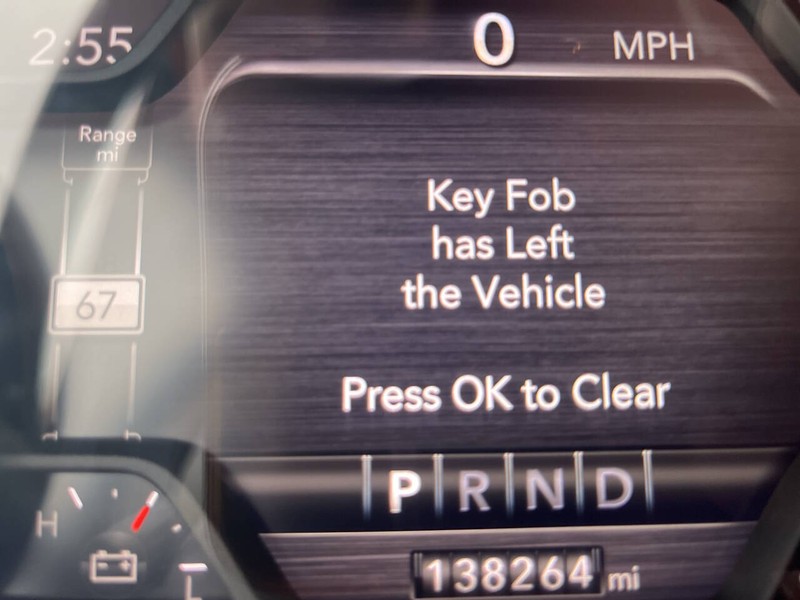 2:55
0 MPH
Range
mi
67
Key Fob
has Left
the Vehicle
Press OK to Clear
P R N D
H
L
138264 mi